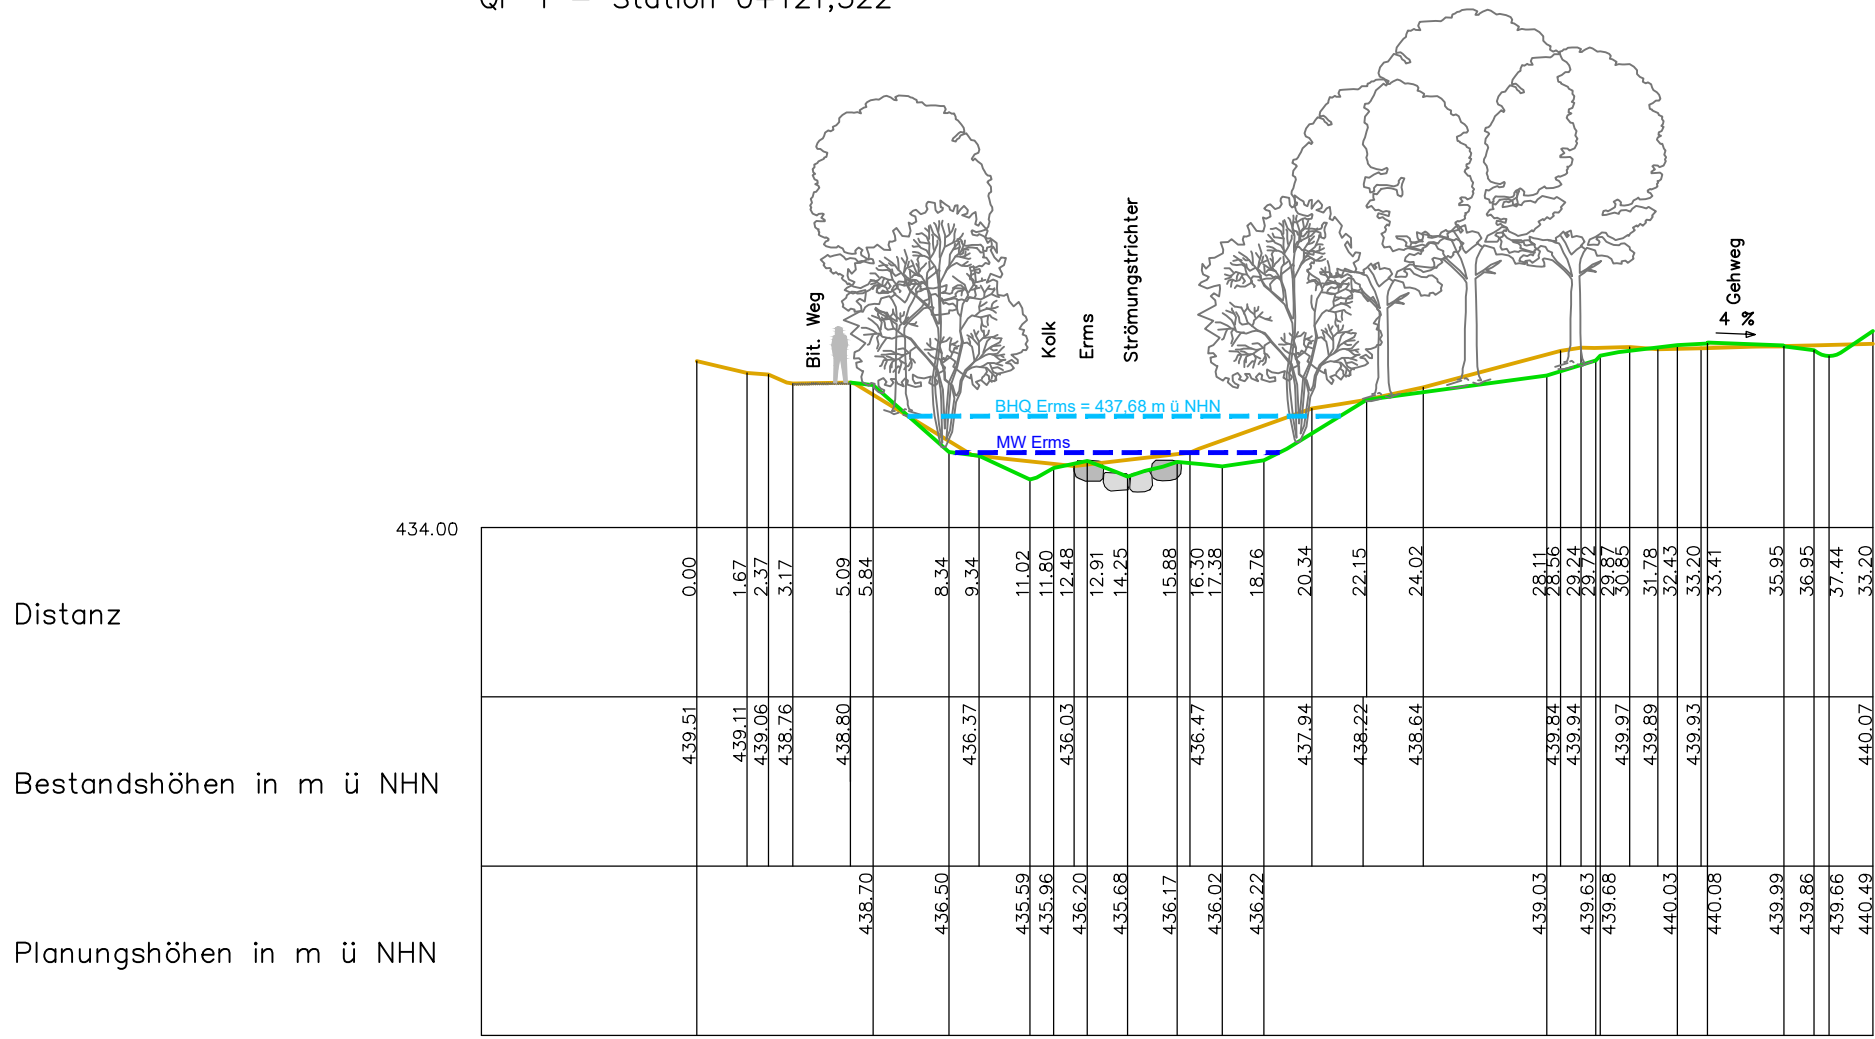 Station 0+121,522
Bit. Weg
Kolk
Erms
Strömungstrichter
4 %
Gehweg
BHQ Erms = 437,68 m ü NHN
MW Erms
434.00
Distanz
0.00 1.67 2.37 3.17 5.09 5.84 8.34 9.34 11.02 11.80 12.48 12.91 14.25 15.88 16.30 17.38 18.76 20.34 22.15 24.02 28.11 28.56 29.24 29.72 29.87 30.85 31.78 32.43 33.20 33.41 35.95 36.95 37.44 33.20
Bestandshöhen in m ü NHN
439.51 439.11 439.06 438.76 438.80 436.37 436.03 436.47 437.94 438.22 438.64 439.84 439.94 439.97 439.89 439.93 440.07
Planungshöhen in m ü NHN
438.70 436.50 435.59 435.96 436.20 435.68 436.17 436.02 436.22 439.03 439.63 439.68 440.03 440.08 439.99 439.86 439.66 440.49